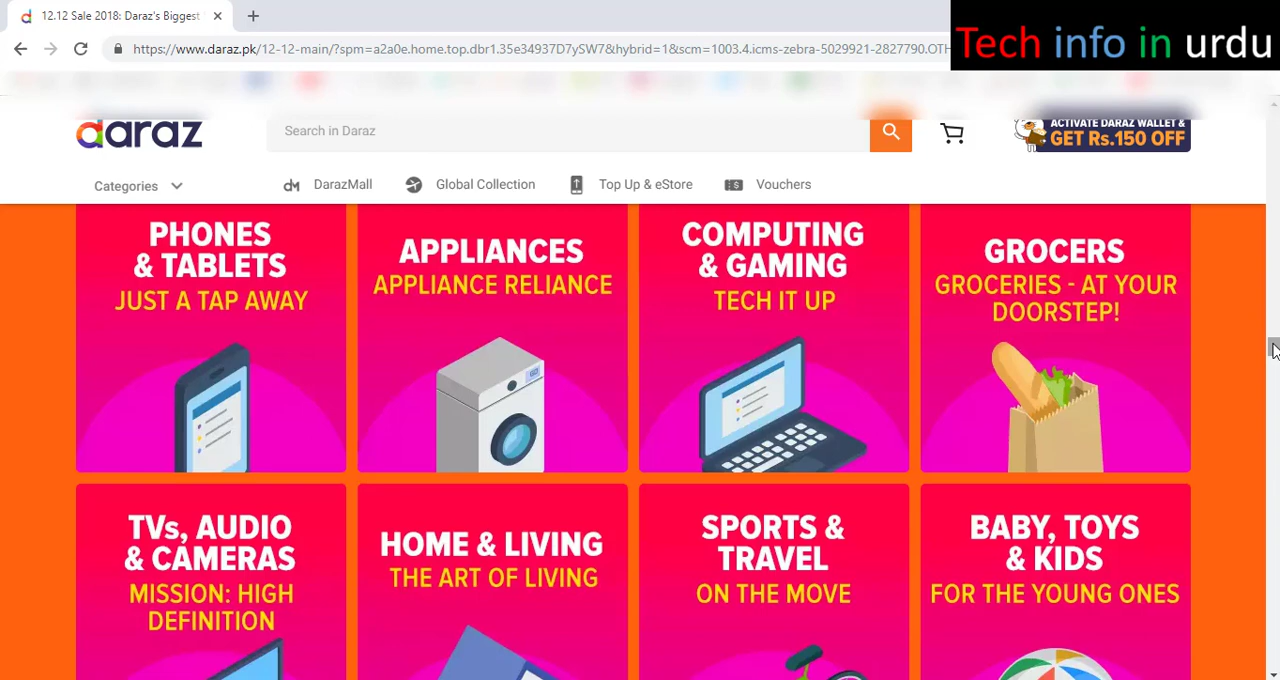 12.12 Sale 2018: Daraz's Biggest
Tech info in urdu
https://www.daraz.pk/12-12-main/?spm=a2a0e.home.top.dbr1.35e34937D7ySW7&hybrid=1&scm=1003.4.icms-zebra-5029921-2827790.OTH
daraz
Search in Daraz
ACTIVATE DARAZ WALLET &
GET Rs.150 OFF
Categories
DarazMall
Global Collection
Top Up & eStore
Vouchers
PHONES
& TABLETS
JUST A TAP AWAY
APPLIANCES
APPLIANCE RELIANCE
COMPUTING
& GAMING
TECH IT UP
GROCERS
GROCERIES - AT YOUR
DOORSTEP!
TVs, AUDIO
& CAMERAS
MISSION: HIGH
DEFINITION
HOME & LIVING
THE ART OF LIVING
SPORTS &
TRAVEL
ON THE MOVE
BABY, TOYS
& KIDS
FOR THE YOUNG ONES